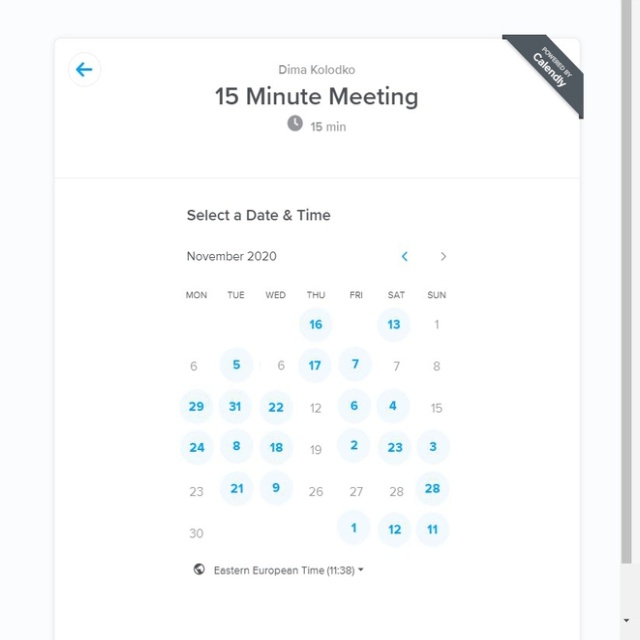 POWERED BY
Calendly
Dima Kolodko
15 Minute Meeting
15 min
Select a Date & Time
November 2020
MON TUE WED THU FRI SAT SUN
16 13 1
6 5 6 17 7 7 8
29 31 22 12 6 4 15
24 8 18 19 2 23 3
23 21 9 26 27 28 28
30 1 12 11
Eastern European Time (11:38)